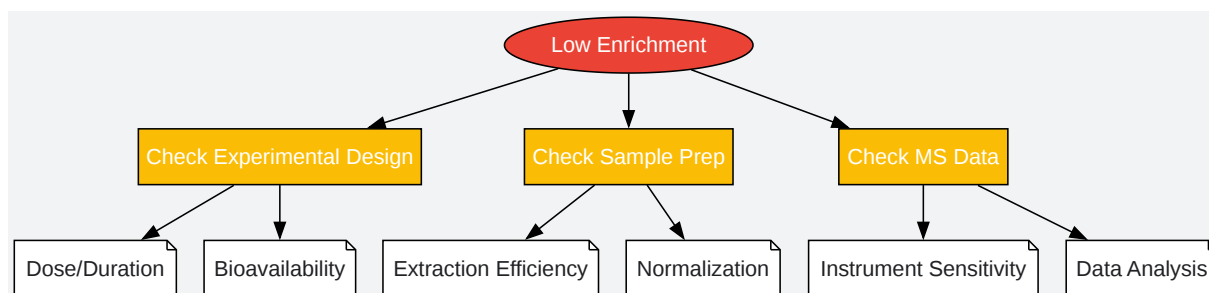 Low Enrichment
Check Experimental Design
Check Sample Prep
Check MS Data
Dose/Duration
Bioavailability
Extraction Efficiency
Normalization
Instrument Sensitivity
Data Analysis